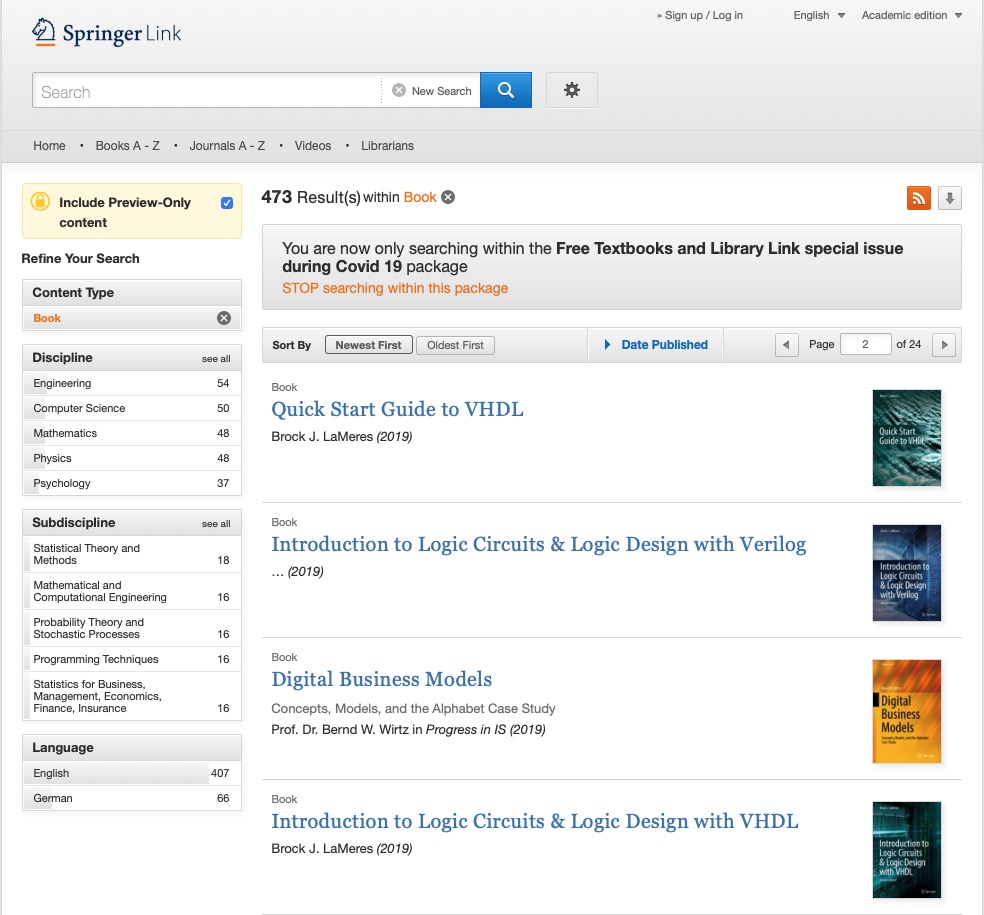 Springer Link
» Sign up / Log in
English
Academic edition
Search
New Search
Home • Books A - Z • Journals A - Z • Videos • Librarians
Include Preview-Only
content
Refine Your Search
Content Type
Book
Discipline see all
Engineering 54
Computer Science 50
Mathematics 48
Physics 48
Psychology 37
Subdiscipline see all
Statistical Theory and
Methods 18
Mathematical and
Computational Engineering 16
Probability Theory and
Stochastic Processes 16
Programming Techniques 16
Statistics for Business,
Management, Economics,
Finance, Insurance 16
Language
English 407
German 66
473 Result(s) within Book
You are now only searching within the Free Textbooks and Library Link special issue
during Covid 19 package
STOP searching within this package
Sort By Newest First Oldest First Date Published Page 2 of 24
Book
Quick Start Guide to VHDL
Brock J. LaMeres (2019)
Quick Start
Guide to VHDL
Book
Introduction to Logic Circuits & Logic Design with Verilog
... (2019)
Introduction to
Logic Circuits
& Logic Design
with Verilog
Book
Digital Business Models
Concepts, Models, and the Alphabet Case Study
Prof. Dr. Bernd W. Wirtz in Progress in IS (2019)
Digital
Business
Models
Book
Introduction to Logic Circuits & Logic Design with VHDL
Brock J. LaMeres (2019)
Introduction to
Logic Circuits
& Logic Design
with VHDL